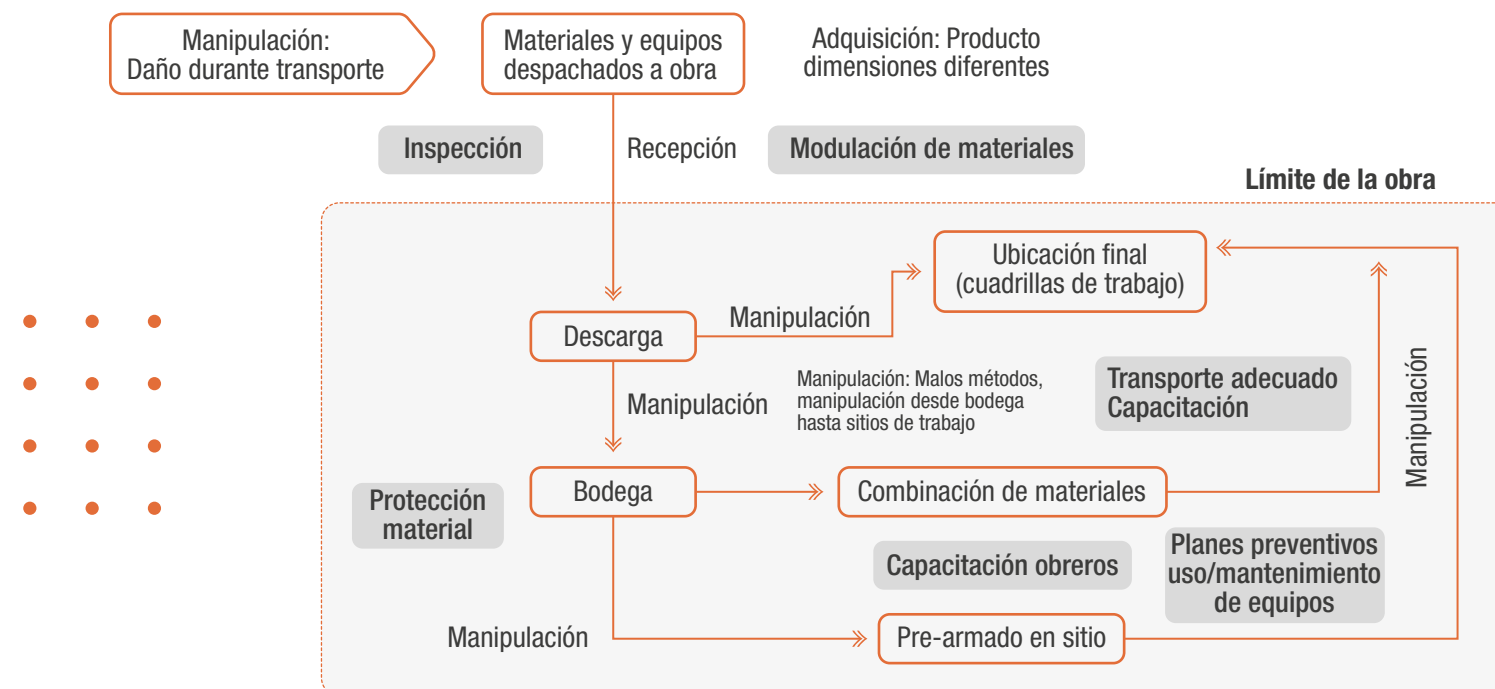 Manipulación:
Daño durante transporte
Materiales y equipos
despachados a obra
Adquisición: Producto
dimensiones diferentes
Inspección
Recepción
Modulación de materiales
Límite de la obra
Ubicación final
(cuadrillas de trabajo)
Descarga
Manipulación
Manipulación
Manipulación: Malos métodos,
manipulación desde bodega
hasta sitios de trabajo
Transporte adecuado
Capacitación
Manipulación
Protección
material
Bodega
Combinación de materiales
Capacitación obreros
Planes preventivos
uso/mantenimiento
de equipos
Manipulación
Pre-armado en sitio